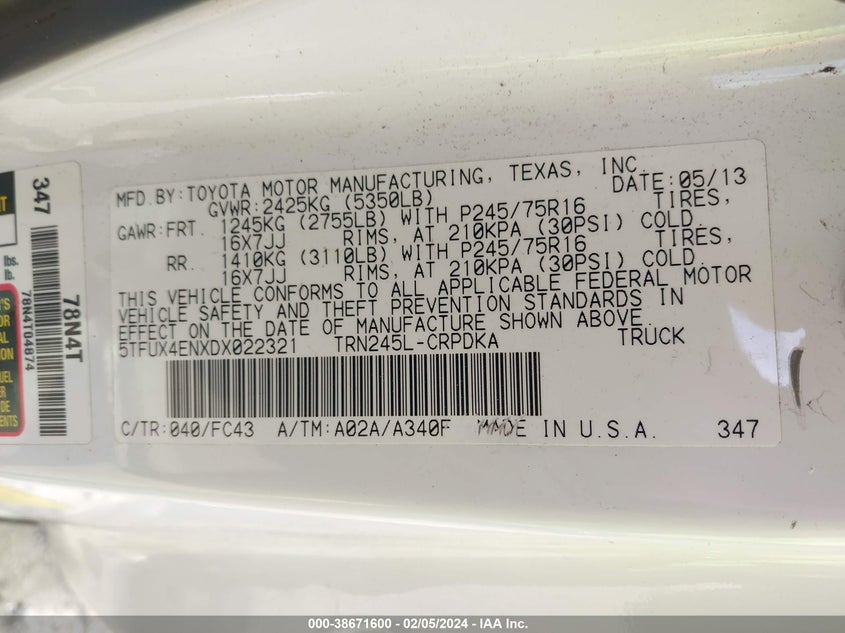 MFD.BY:TOYOTA MOTOR MANUFACTURING, TEXAS, INC.
GVWR:2425KG (5350LB) DATE:05/13
GAWR:FRT. 1245KG (2755LB) WITH P245/75R16 TIRES,
16X7JJ RIMS, AT 210KPA (30PSI) COLD.
RR. 1410KG (3110LB) WITH P245/75R16 TIRES,
16X7JJ RIMS, AT 210KPA (30PSI) COLD.
THIS VEHICLE CONFORMS TO ALL APPLICABLE FEDERAL MOTOR
VEHICLE SAFETY AND THEFT PREVENTION STANDARDS IN
EFFECT ON THE DATE OF MANUFACTURE SHOWN ABOVE.
5TFUX4ENXDX022321 TRN245L-CRPDKA TRUCK
C/TR:040/FC43 A/TM:A02A/A340F MADE IN U.S.A. 347
347
78N4T
78N4T04874
lbs.
lb.
000-38671600 - 02/05/2024 - IAA Inc.